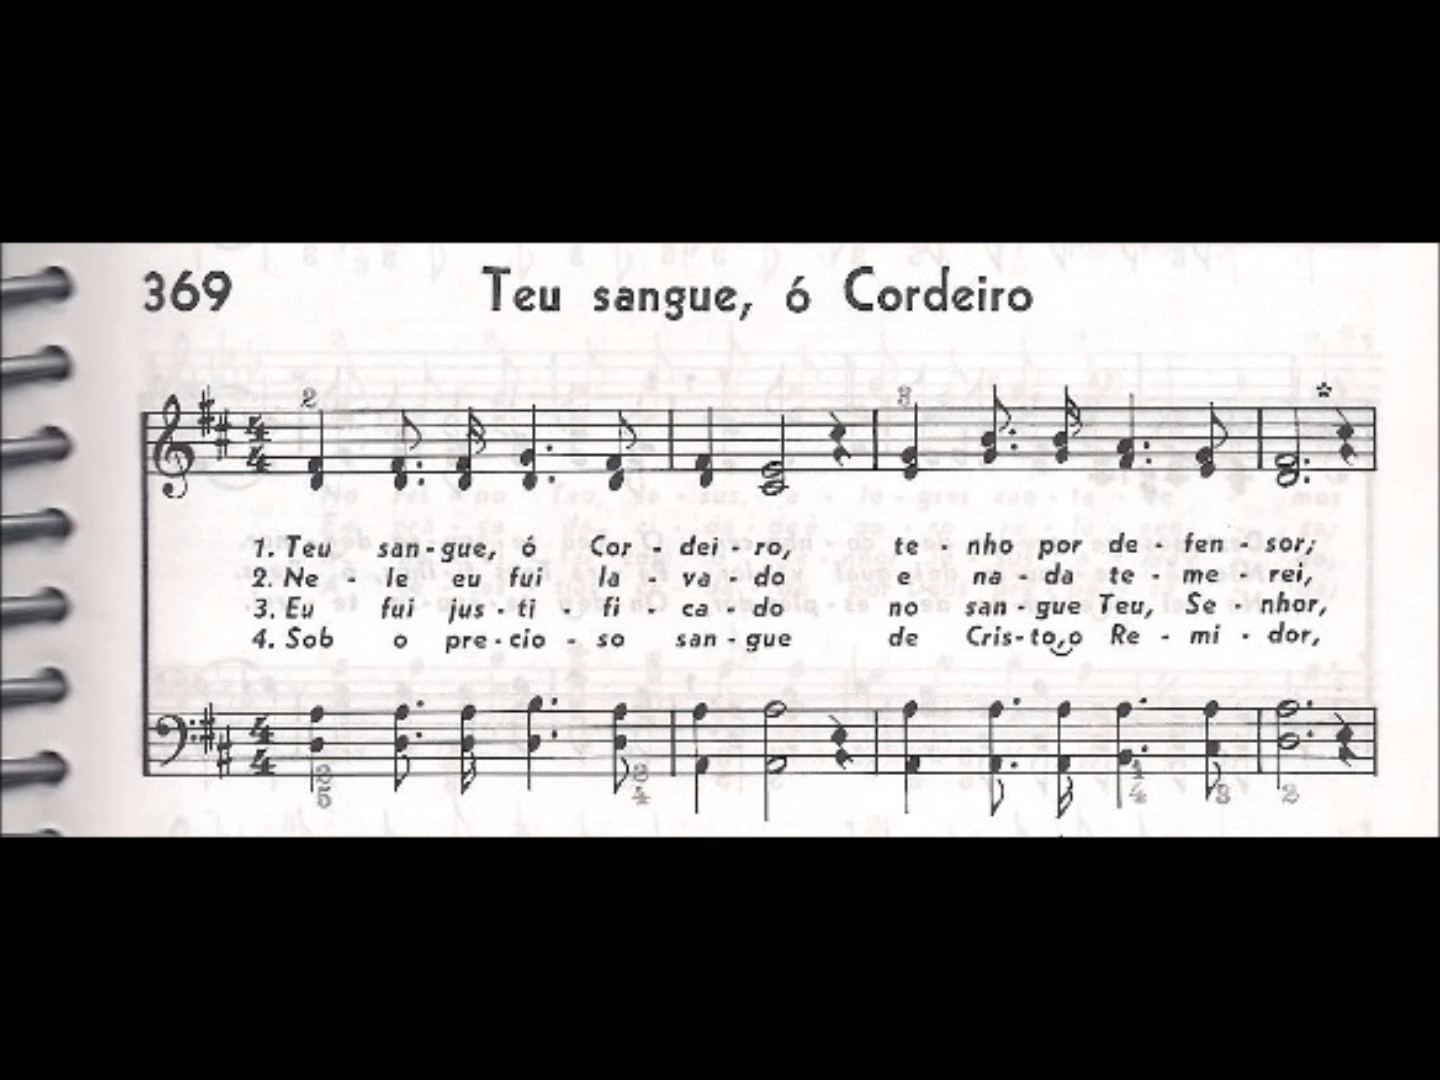 369 Teu sangue, ó Cordeiro
2 3 *
1. Teu san-gue, ó Cor-dei-ro, te-nho por de-fen-sor;
2. Ne-le eu fui la-va-do e na-da te-me-rei,
3. Eu fui jus-ti-fi-ca-do no san-gue Teu, Se-nhor,
4. Sob o pre-cio-so san-gue de Cris-to, o Re-mi-dor,